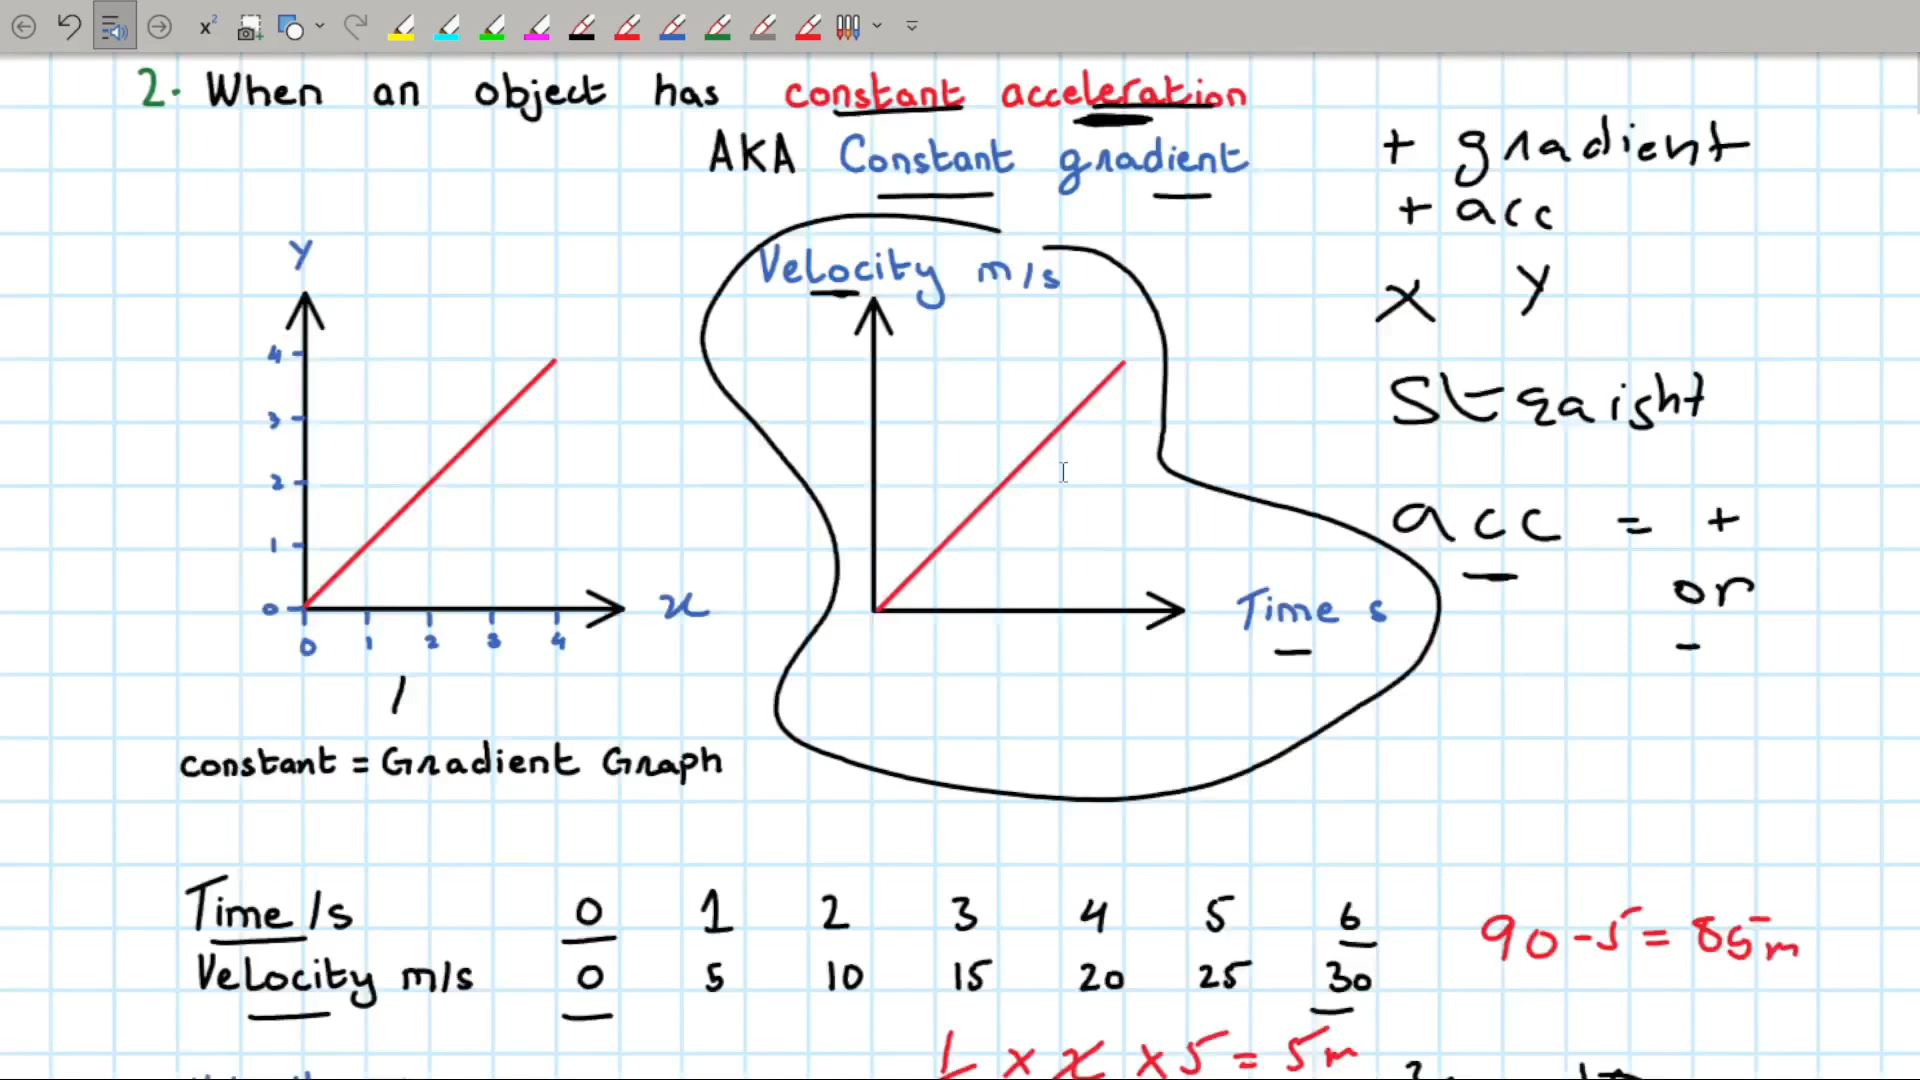 2. When an object has constant acceleration
AKA Constant gradient
+ gradient
+ acc
x y
Straight
acc = +
or
-
y
4
3
2
1
0
0 1 2 3 4
x
Velocity m/s
Time s
constant = Gradient Graph
Time /s 0 1 2 3 4 5 6
Velocity m/s 0 5 10 15 20 25 30
90 - 5 = 85m
x 5 = 5m